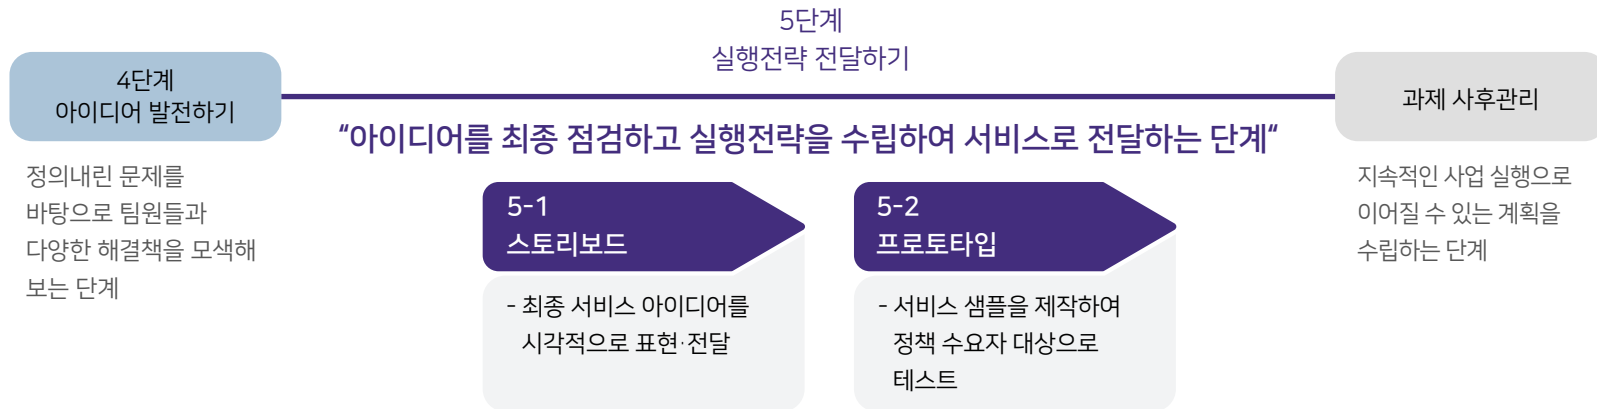 5단계
실행전략 전달하기
4단계
아이디어 발전하기
과제 사후관리
“아이디어를 최종 점검하고 실행전략을 수립하여 서비스로 전달하는 단계“
정의내린 문제를
바탕으로 팀원들과
다양한 해결책을 모색해
보는 단계
5-1
스토리보드
- 최종 서비스 아이디어를
시각적으로 표현·전달
5-2
프로토타입
- 서비스 샘플을 제작하여
정책 수요자 대상으로
테스트
지속적인 사업 실행으로
이어질 수 있는 계획을
수립하는 단계